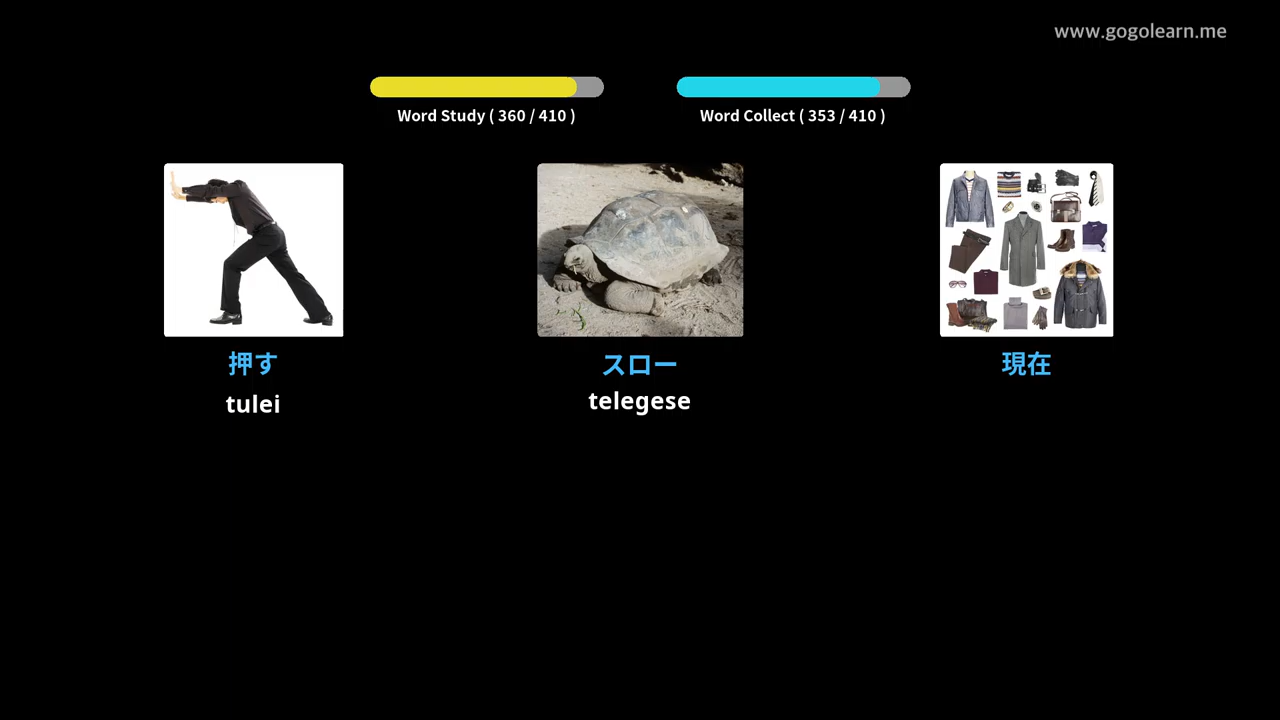 www.gogolearn.me
Word Study ( 360 / 410 )
Word Collect ( 353 / 410 )
押す
スロー
現在
tulei
telegese